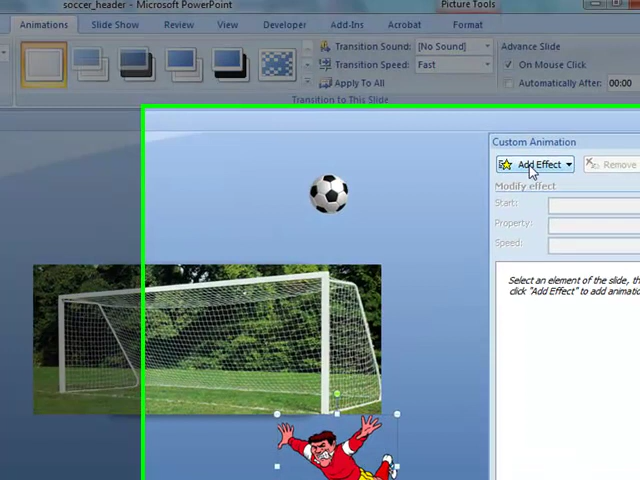 soccer_header - Microsoft PowerPoint
Picture Tools
Animations
Slide Show
Review
View
Developer
Add-Ins
Acrobat
Format
Transition Sound: [No Sound]
Transition Speed: Fast
Apply To All
Advance Slide
On Mouse Click
Automatically After: 00:00
Transition to This Slide
Custom Animation
Add Effect
Remove
Modify effect
Start:
Property:
Speed:
Select an element of the slide, th
click "Add Effect" to add animatio